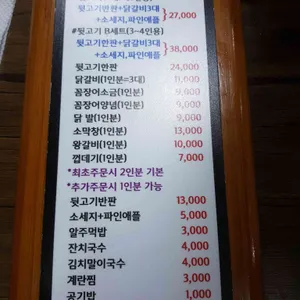 뒷고기반판+닭갈비3대
+소세지,파인애플
27,000
#뒷고기 B세트(3~4인용)
뒷고기한판+닭갈비3대
+소세지,파인애플
38,000
뒷고기한판 24,000
닭갈비(1인분=3대) 11,000
꼼장어소금(1인분) 9,000
꼼장어양념(1인분) 9,000
닭 발(1인분) 9,000
소막창(1인분) 13,000
왕갈비(1인분) 10,000
껍데기(1인분) 7,000
*최초주문시 2인분 기본
*추가주문시 1인분 가능
뒷고기반판 13,000
소세지+파인애플 5,000
알주먹밥 3,000
잔치국수 4,000
김치말이국수 4,000
계란찜 3,000
공기밥 1,000